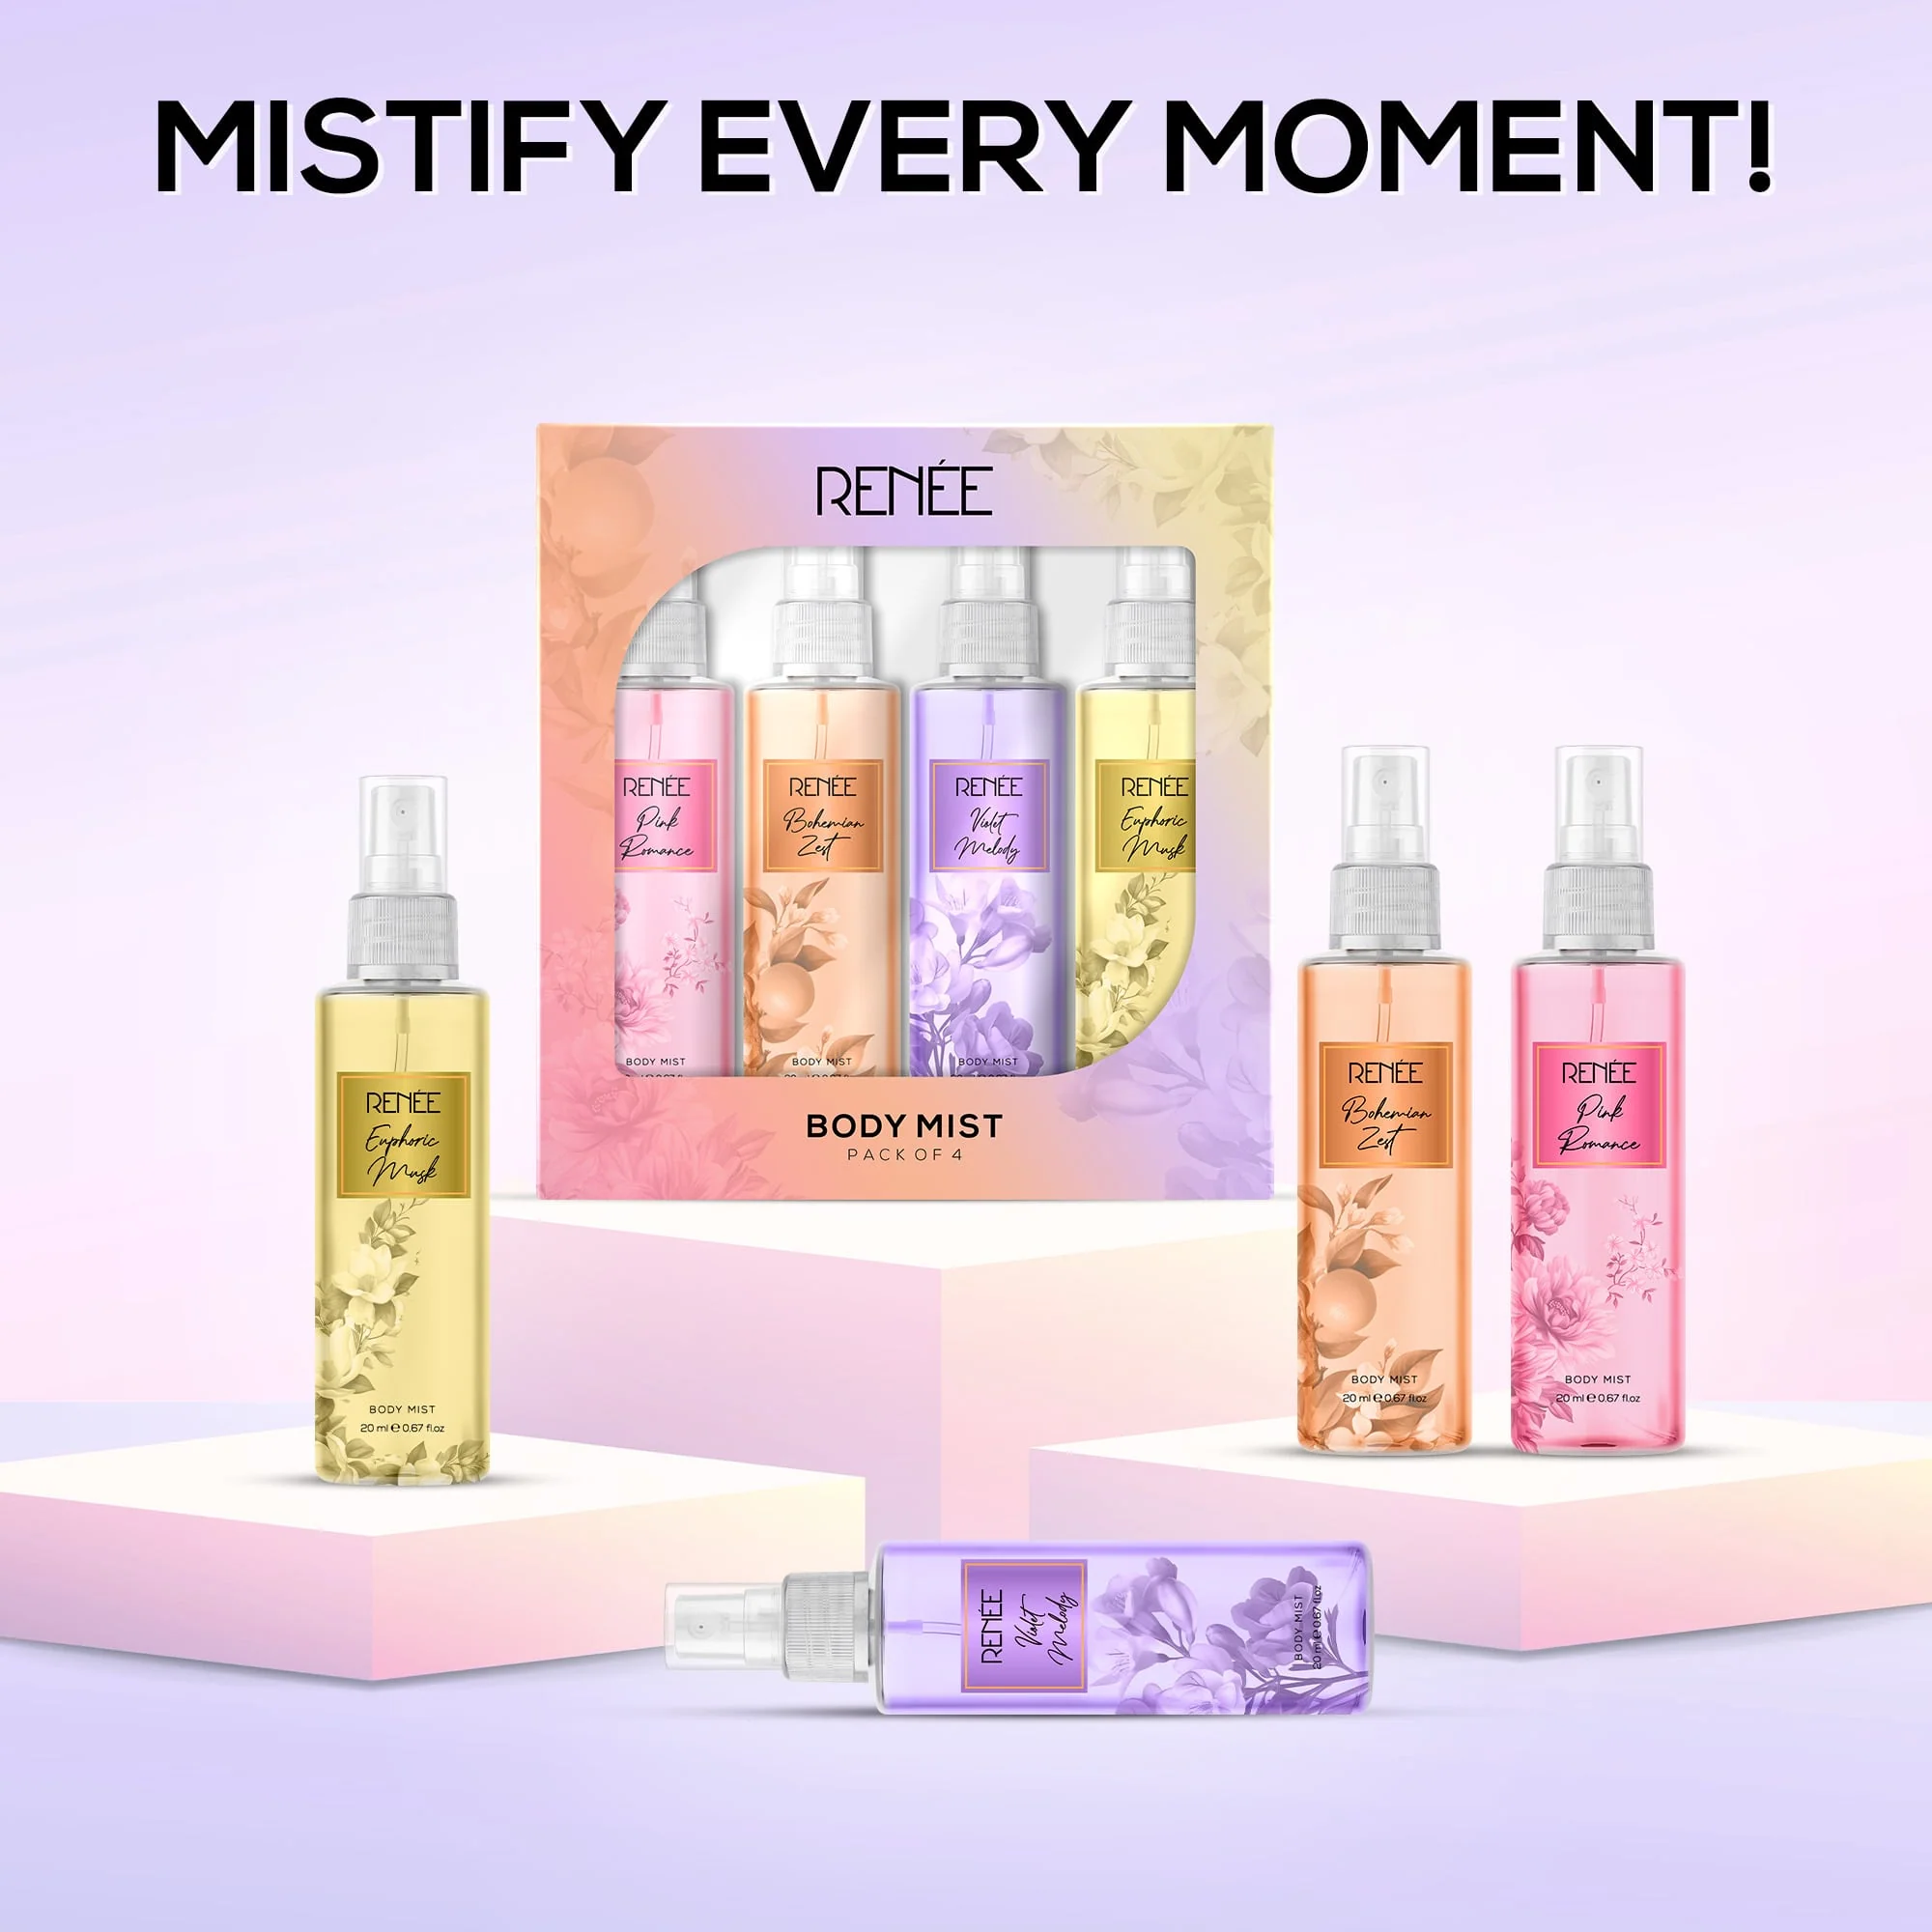 MISTIFY EVERY MOMENT!
RENÉE
RENÉE
Pink
Romance
BODY MIST
RENÉE
Bohemian
Zest
BODY MIST
RENÉE
Violet
Melody
BODY MIST
RENÉE
Euphoric
Musk
BODY MIST
PACK OF 4
RENÉE
Euphoric
Musk
BODY MIST
20 ml ℮ 0.67 fl.oz
RENÉE
Bohemian
Zest
BODY MIST
20 ml ℮ 0.67 fl.oz
RENÉE
Pink
Romance
BODY MIST
20 ml ℮ 0.67 fl.oz
RENÉE
Violet
Melody
BODY MIST
20 ml ℮ 0.67 fl.oz